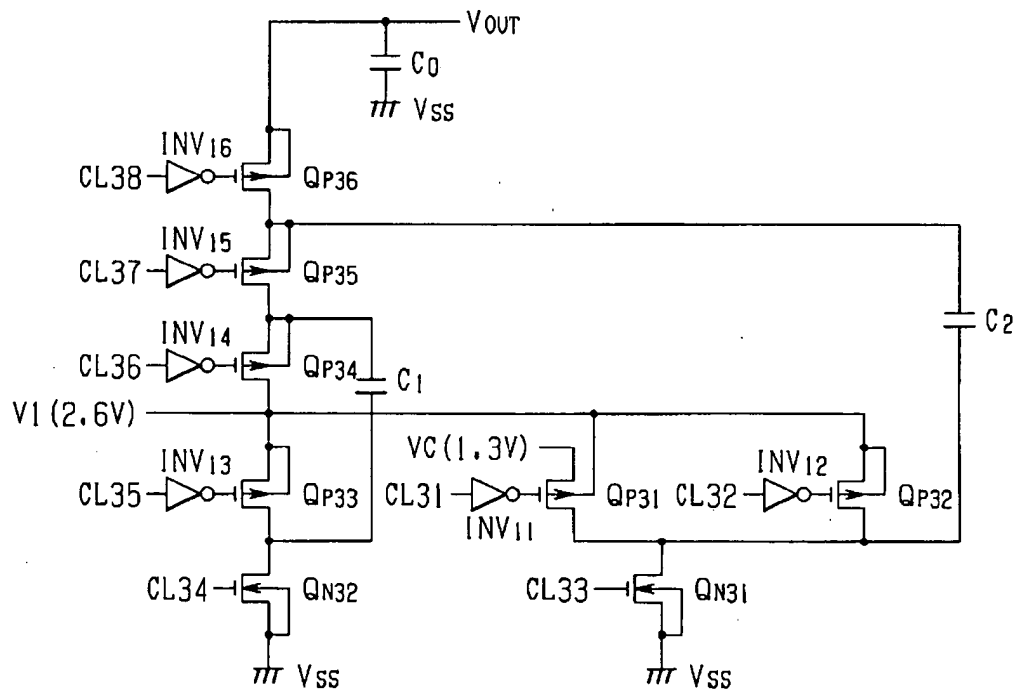 VOUT
C0
VSS
INV16
CL38
QP36
INV15
CL37
QP35
INV14
CL36
QP34
C1
C2
V1(2.6V)
VC(1.3V)
INV13
CL35
QP33
CL31
INV11
QP31
INV12
CL32
QP32
CL34
QN32
CL33
QN31
VSS
VSS